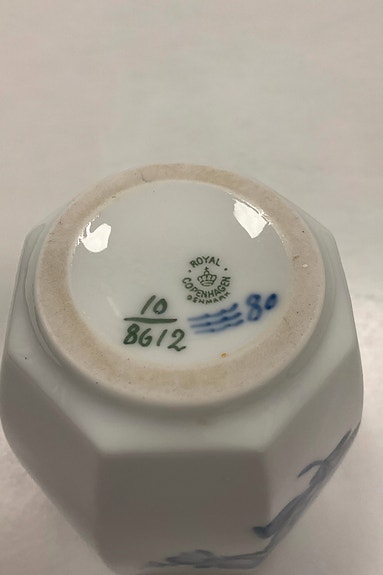 ROYAL
COPENHAGEN
DENMARK
10
8612
80